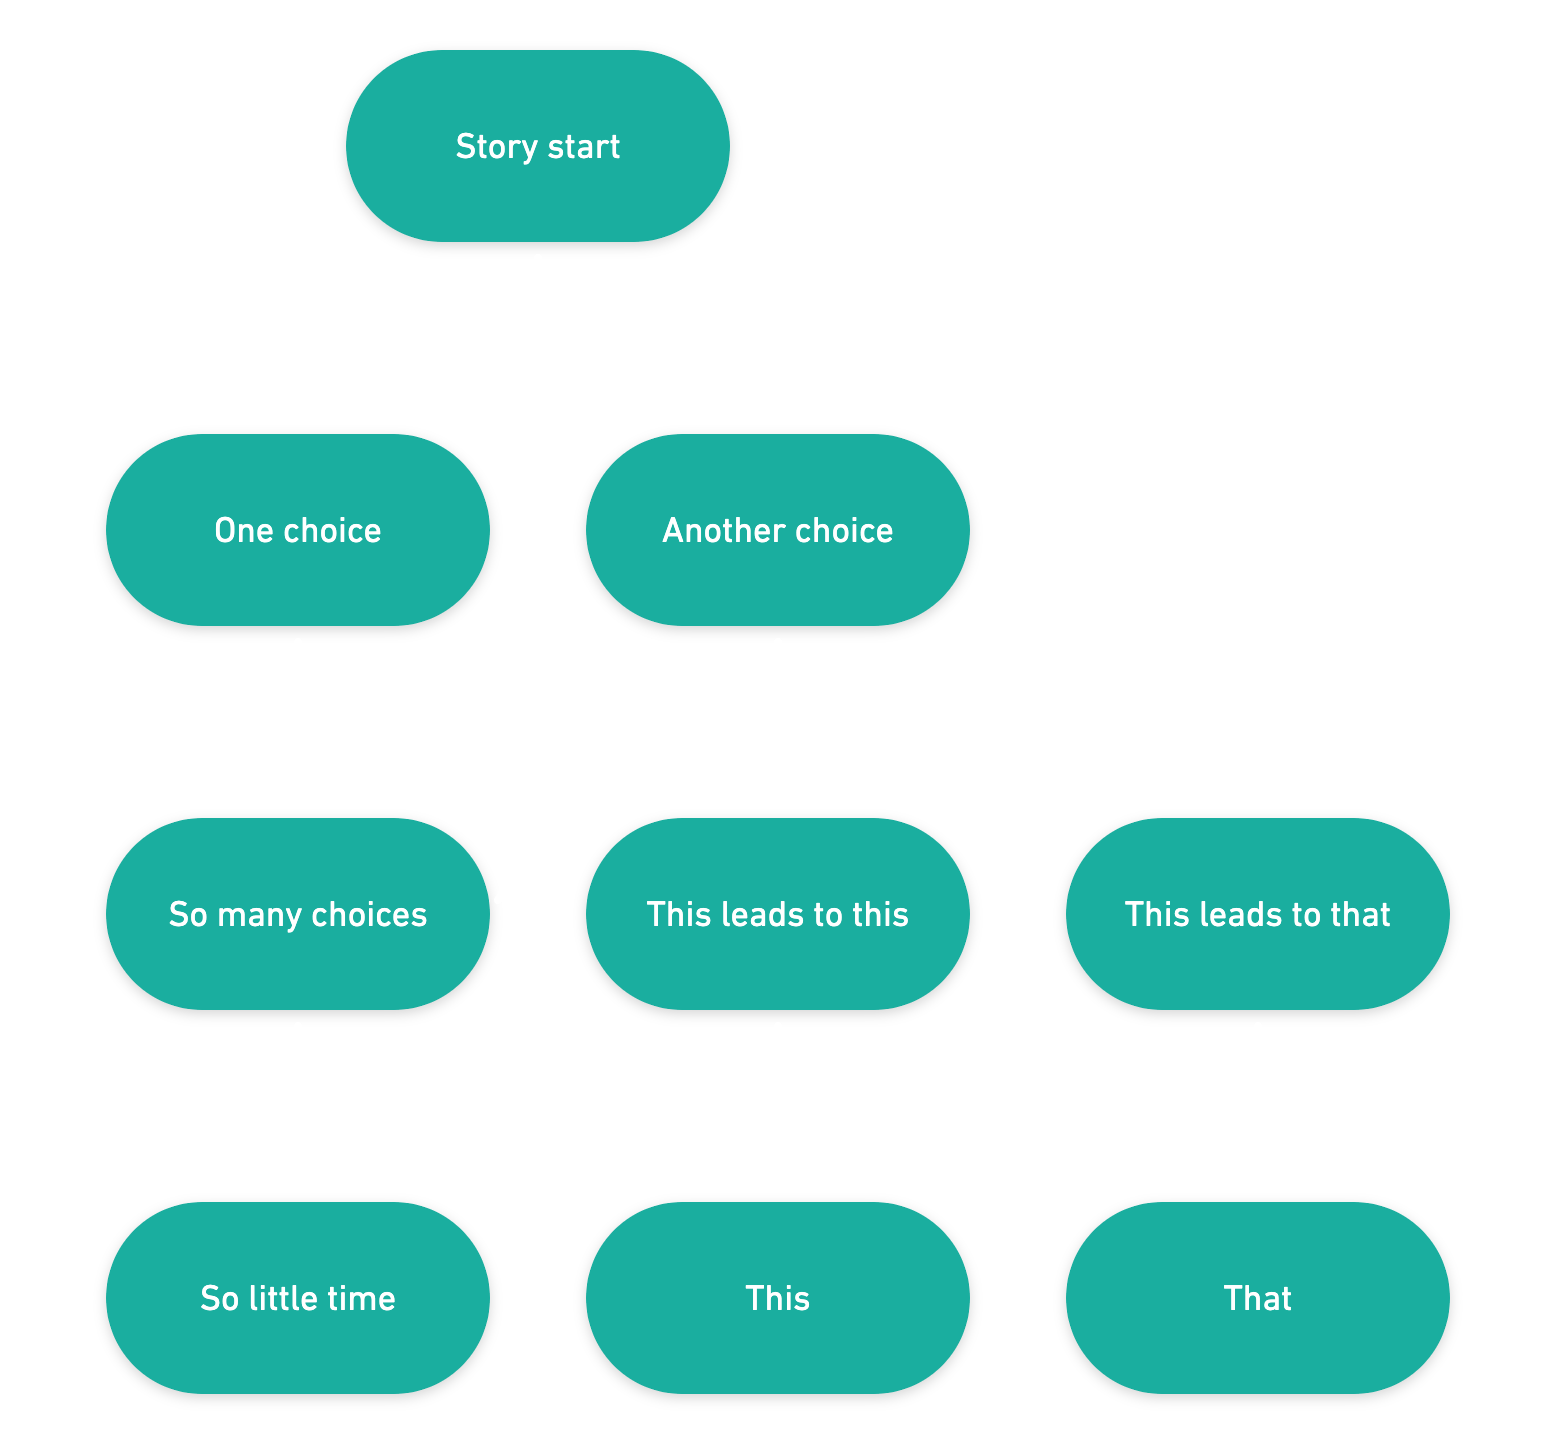 Story start
One choice
Another choice
So many choices
This leads to this
This leads to that
So little time
This
That